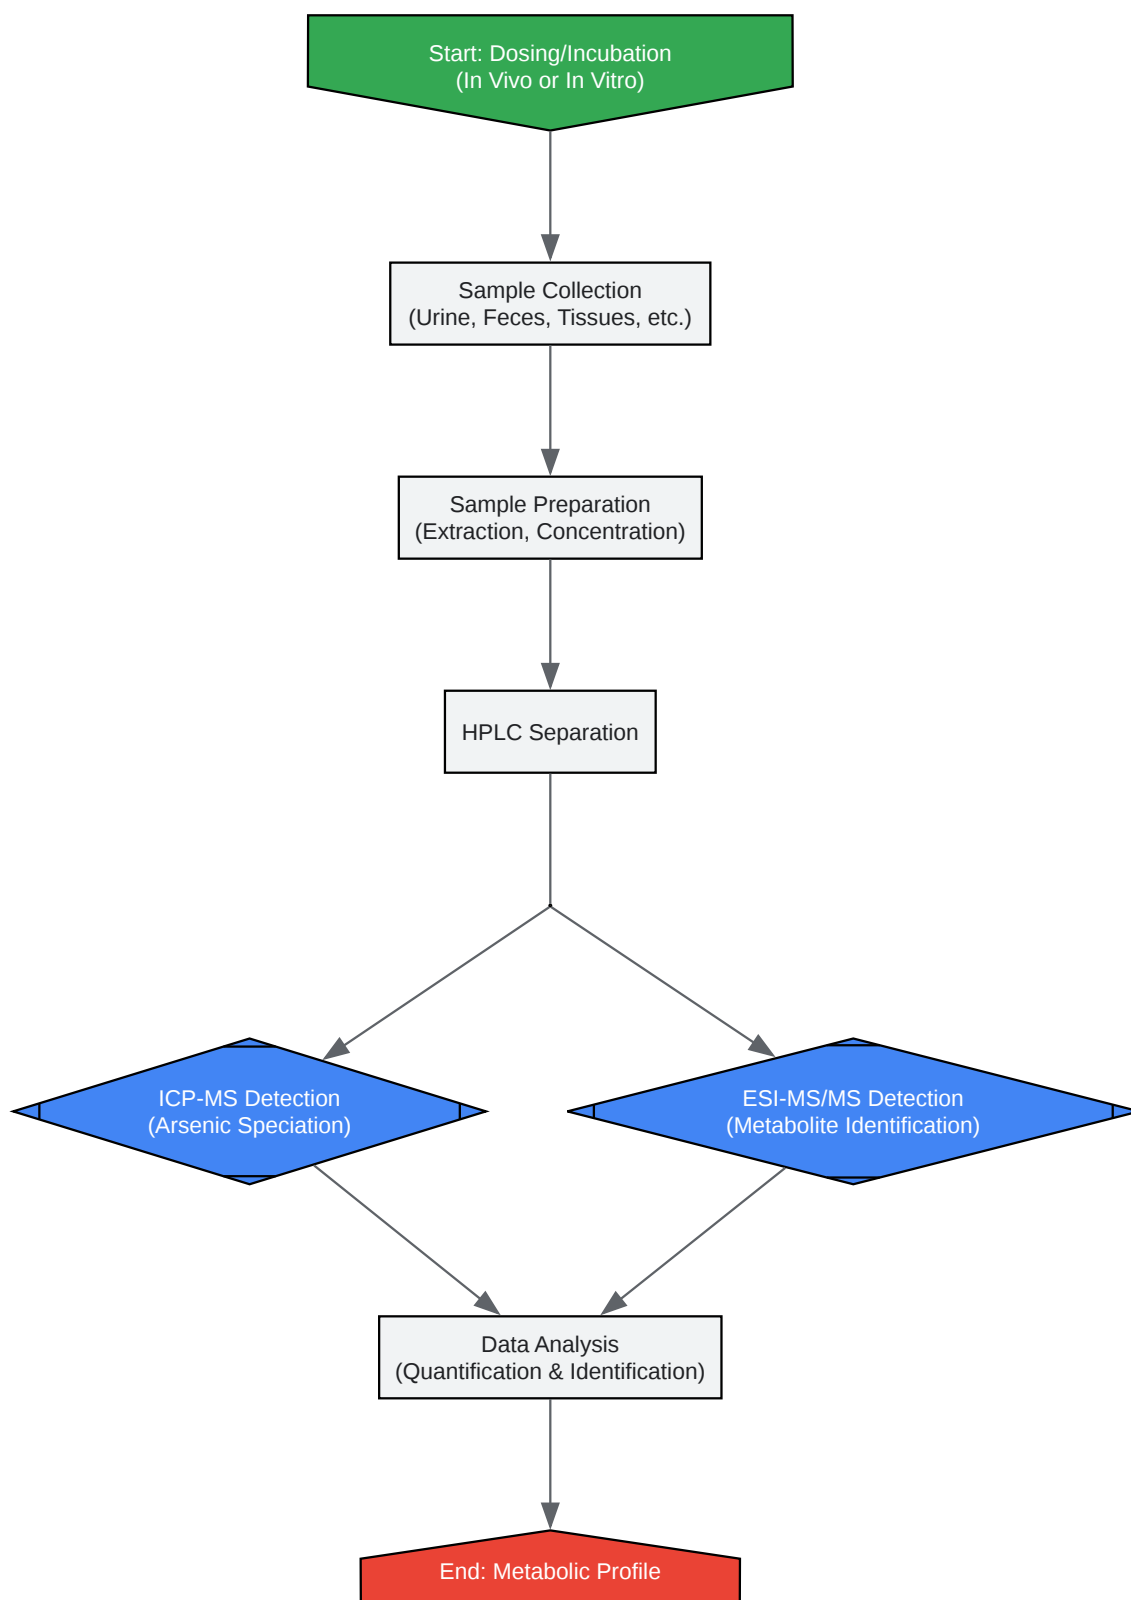 Start: Dosing/Incubation
(In Vivo or In Vitro)
Sample Collection
(Urine, Feces, Tissues, etc.)
Sample Preparation
(Extraction, Concentration)
HPLC Separation
ICP-MS Detection
(Arsenic Speciation)
ESI-MS/MS Detection
(Metabolite Identification)
Data Analysis
(Quantification & Identification)
End: Metabolic Profile